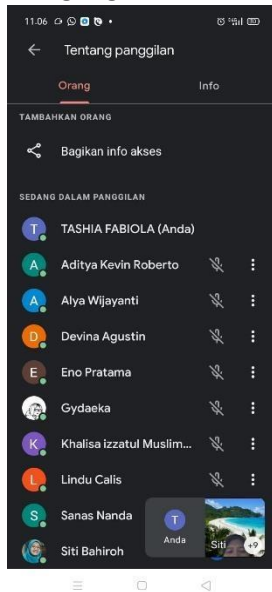 11.06
Tentang panggilan
Orang Info
TAMBAHKAN ORANG
Bagikan info akses
SEDANG DALAM PANGGILAN
T TASHIA FABIOLA (Anda)
A Aditya Kevin Roberto
A Alya Wijayanti
D Devina Agustin
E Eno Pratama
Gydaeka
K Khalisa izzatul Muslim...
L Lindu Calis
S Sanas Nanda
Siti Bahiroh
T
Anda
Siti
+9